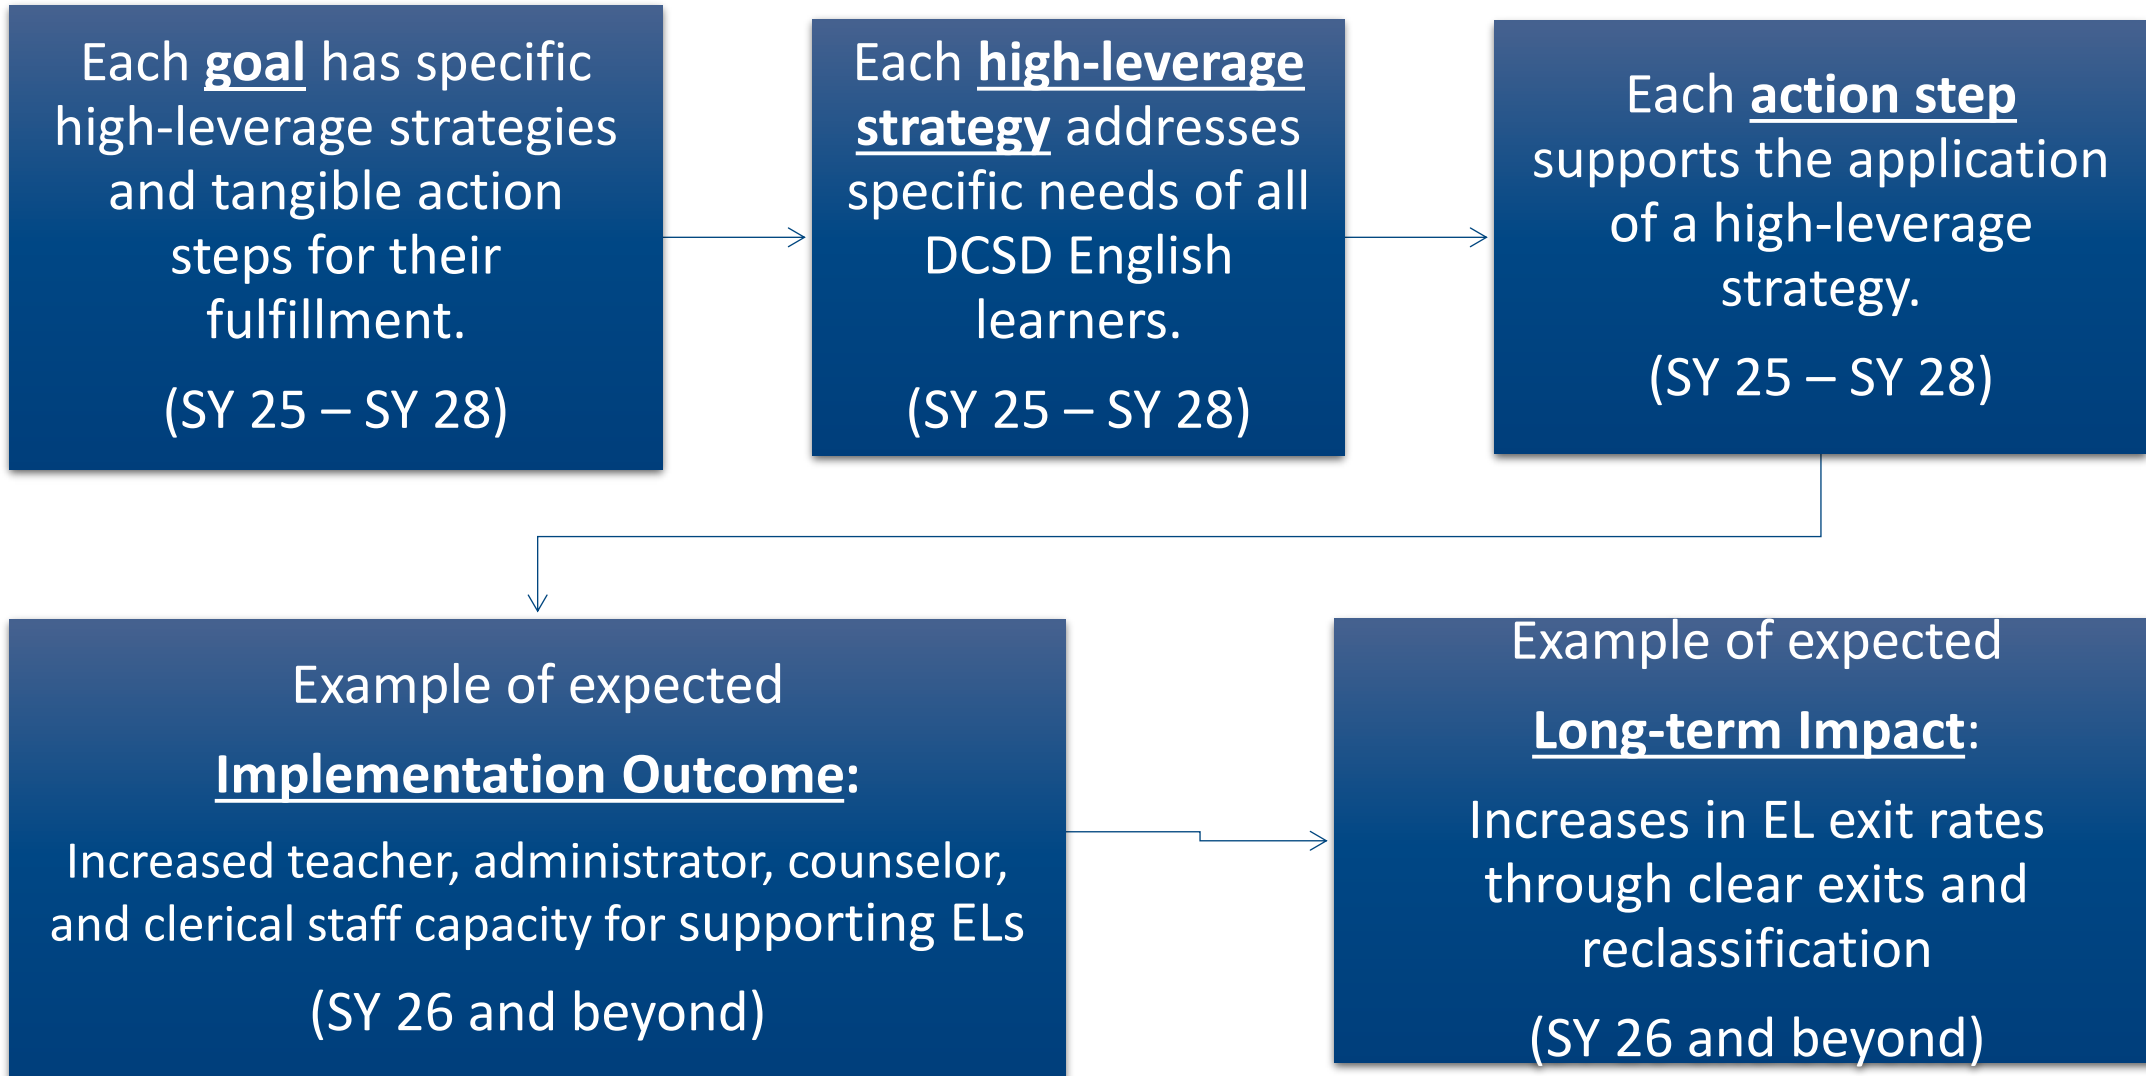 Each goal has specific
high-leverage strategies
and tangible action
steps for their
fulfillment.
(SY 25 – SY 28)
Each high-leverage
strategy addresses
specific needs of all
DCSD English
learners.
(SY 25 – SY 28)
Each action step
supports the application
of a high-leverage
strategy.
(SY 25 – SY 28)
Example of expected
Implementation Outcome:
Increased teacher, administrator, counselor,
and clerical staff capacity for supporting ELs
(SY 26 and beyond)
Example of expected
Long-term Impact:
Increases in EL exit rates
through clear exits and
reclassification
(SY 26 and beyond)